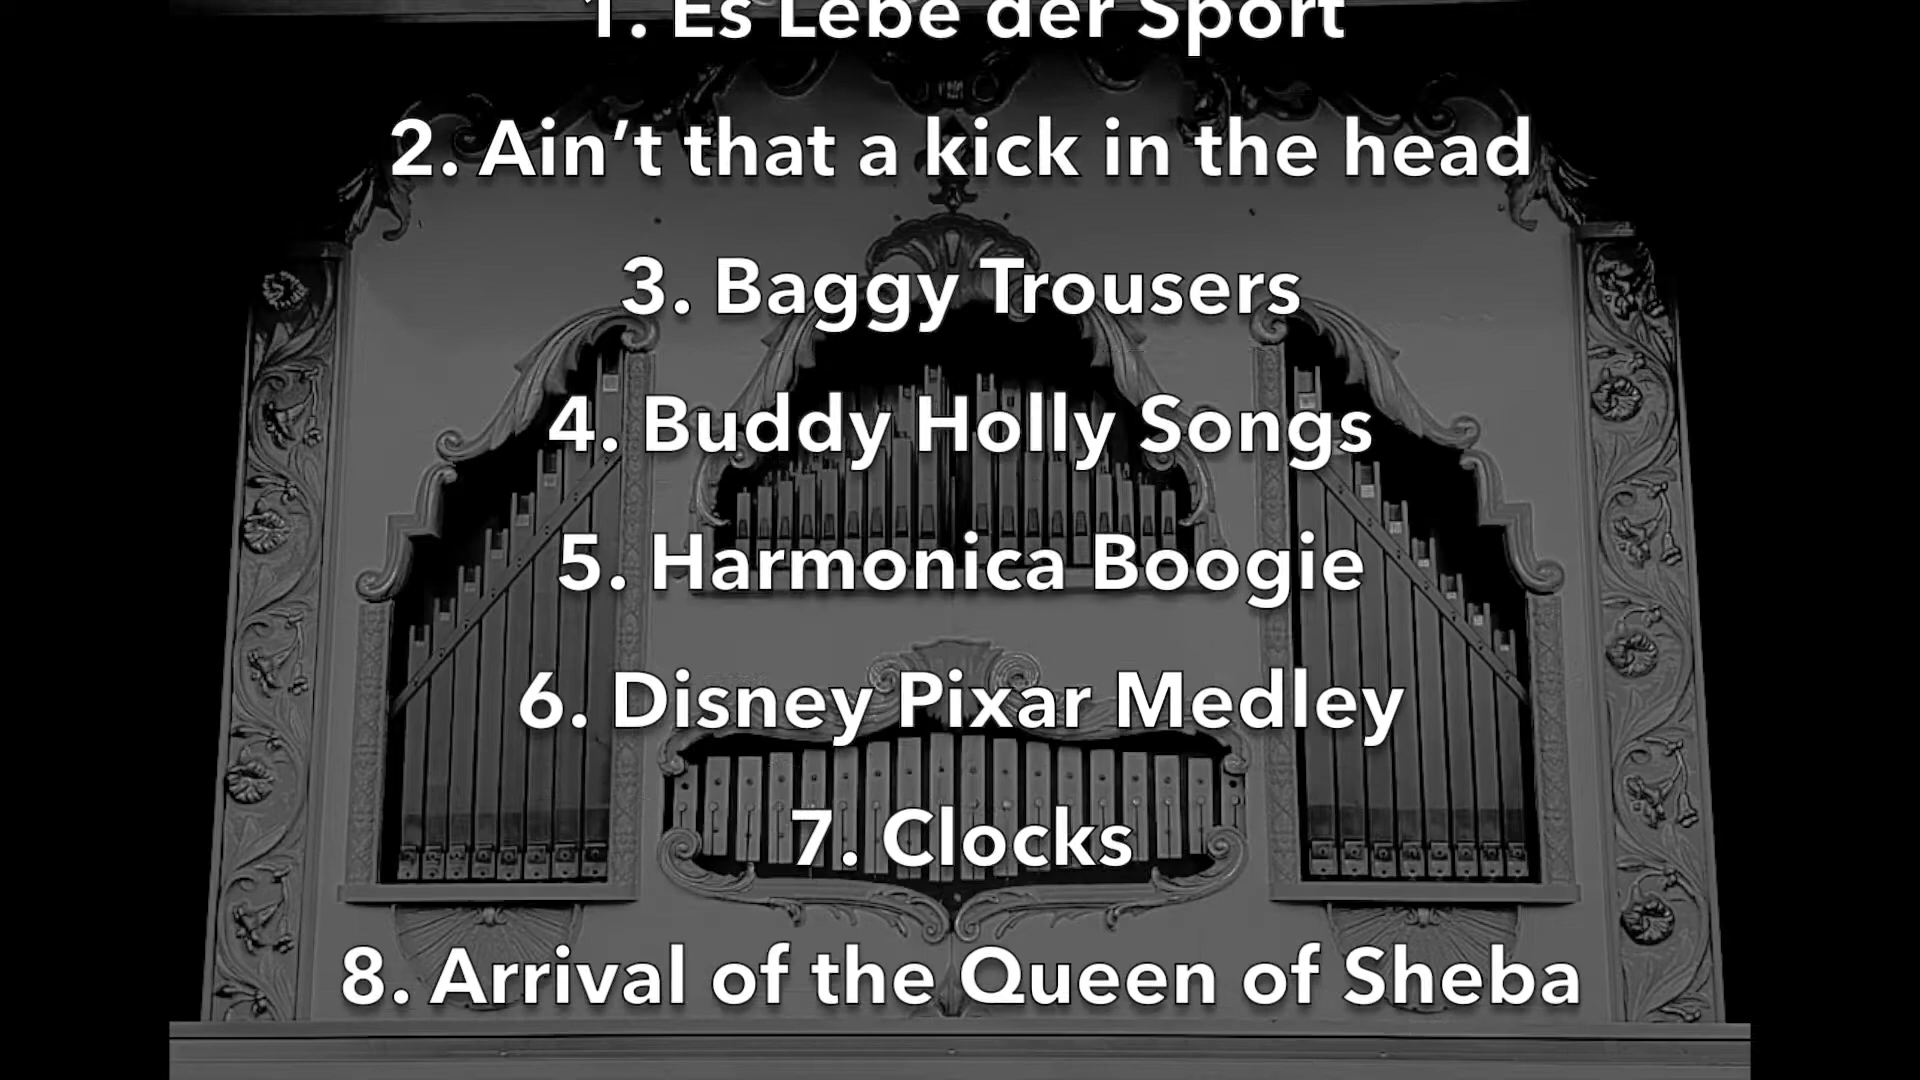 1. Es Lebe der Sport
2. Ain’t that a kick in the head
3. Baggy Trousers
4. Buddy Holly Songs
5. Harmonica Boogie
6. Disney Pixar Medley
7. Clocks
8. Arrival of the Queen of Sheba